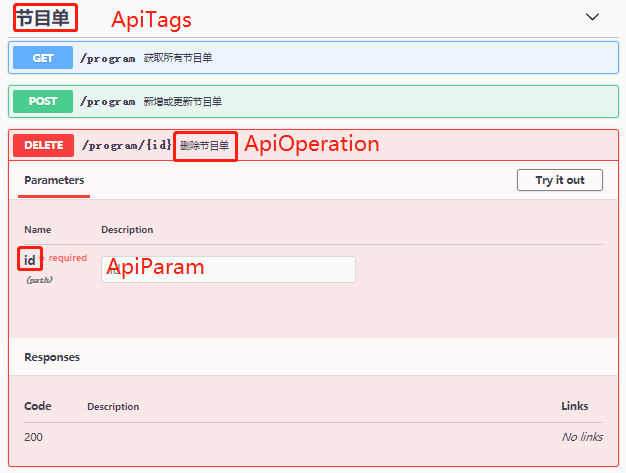 节目单 ApiTags
GET /program 获取所有节目单
POST /program 新增或更新节目单
DELETE /program/{id} 删除节目单 ApiOperation
Parameters Try it out
Name Description
id * required ApiParam
(path)
Responses
Code Description Links
200 No links